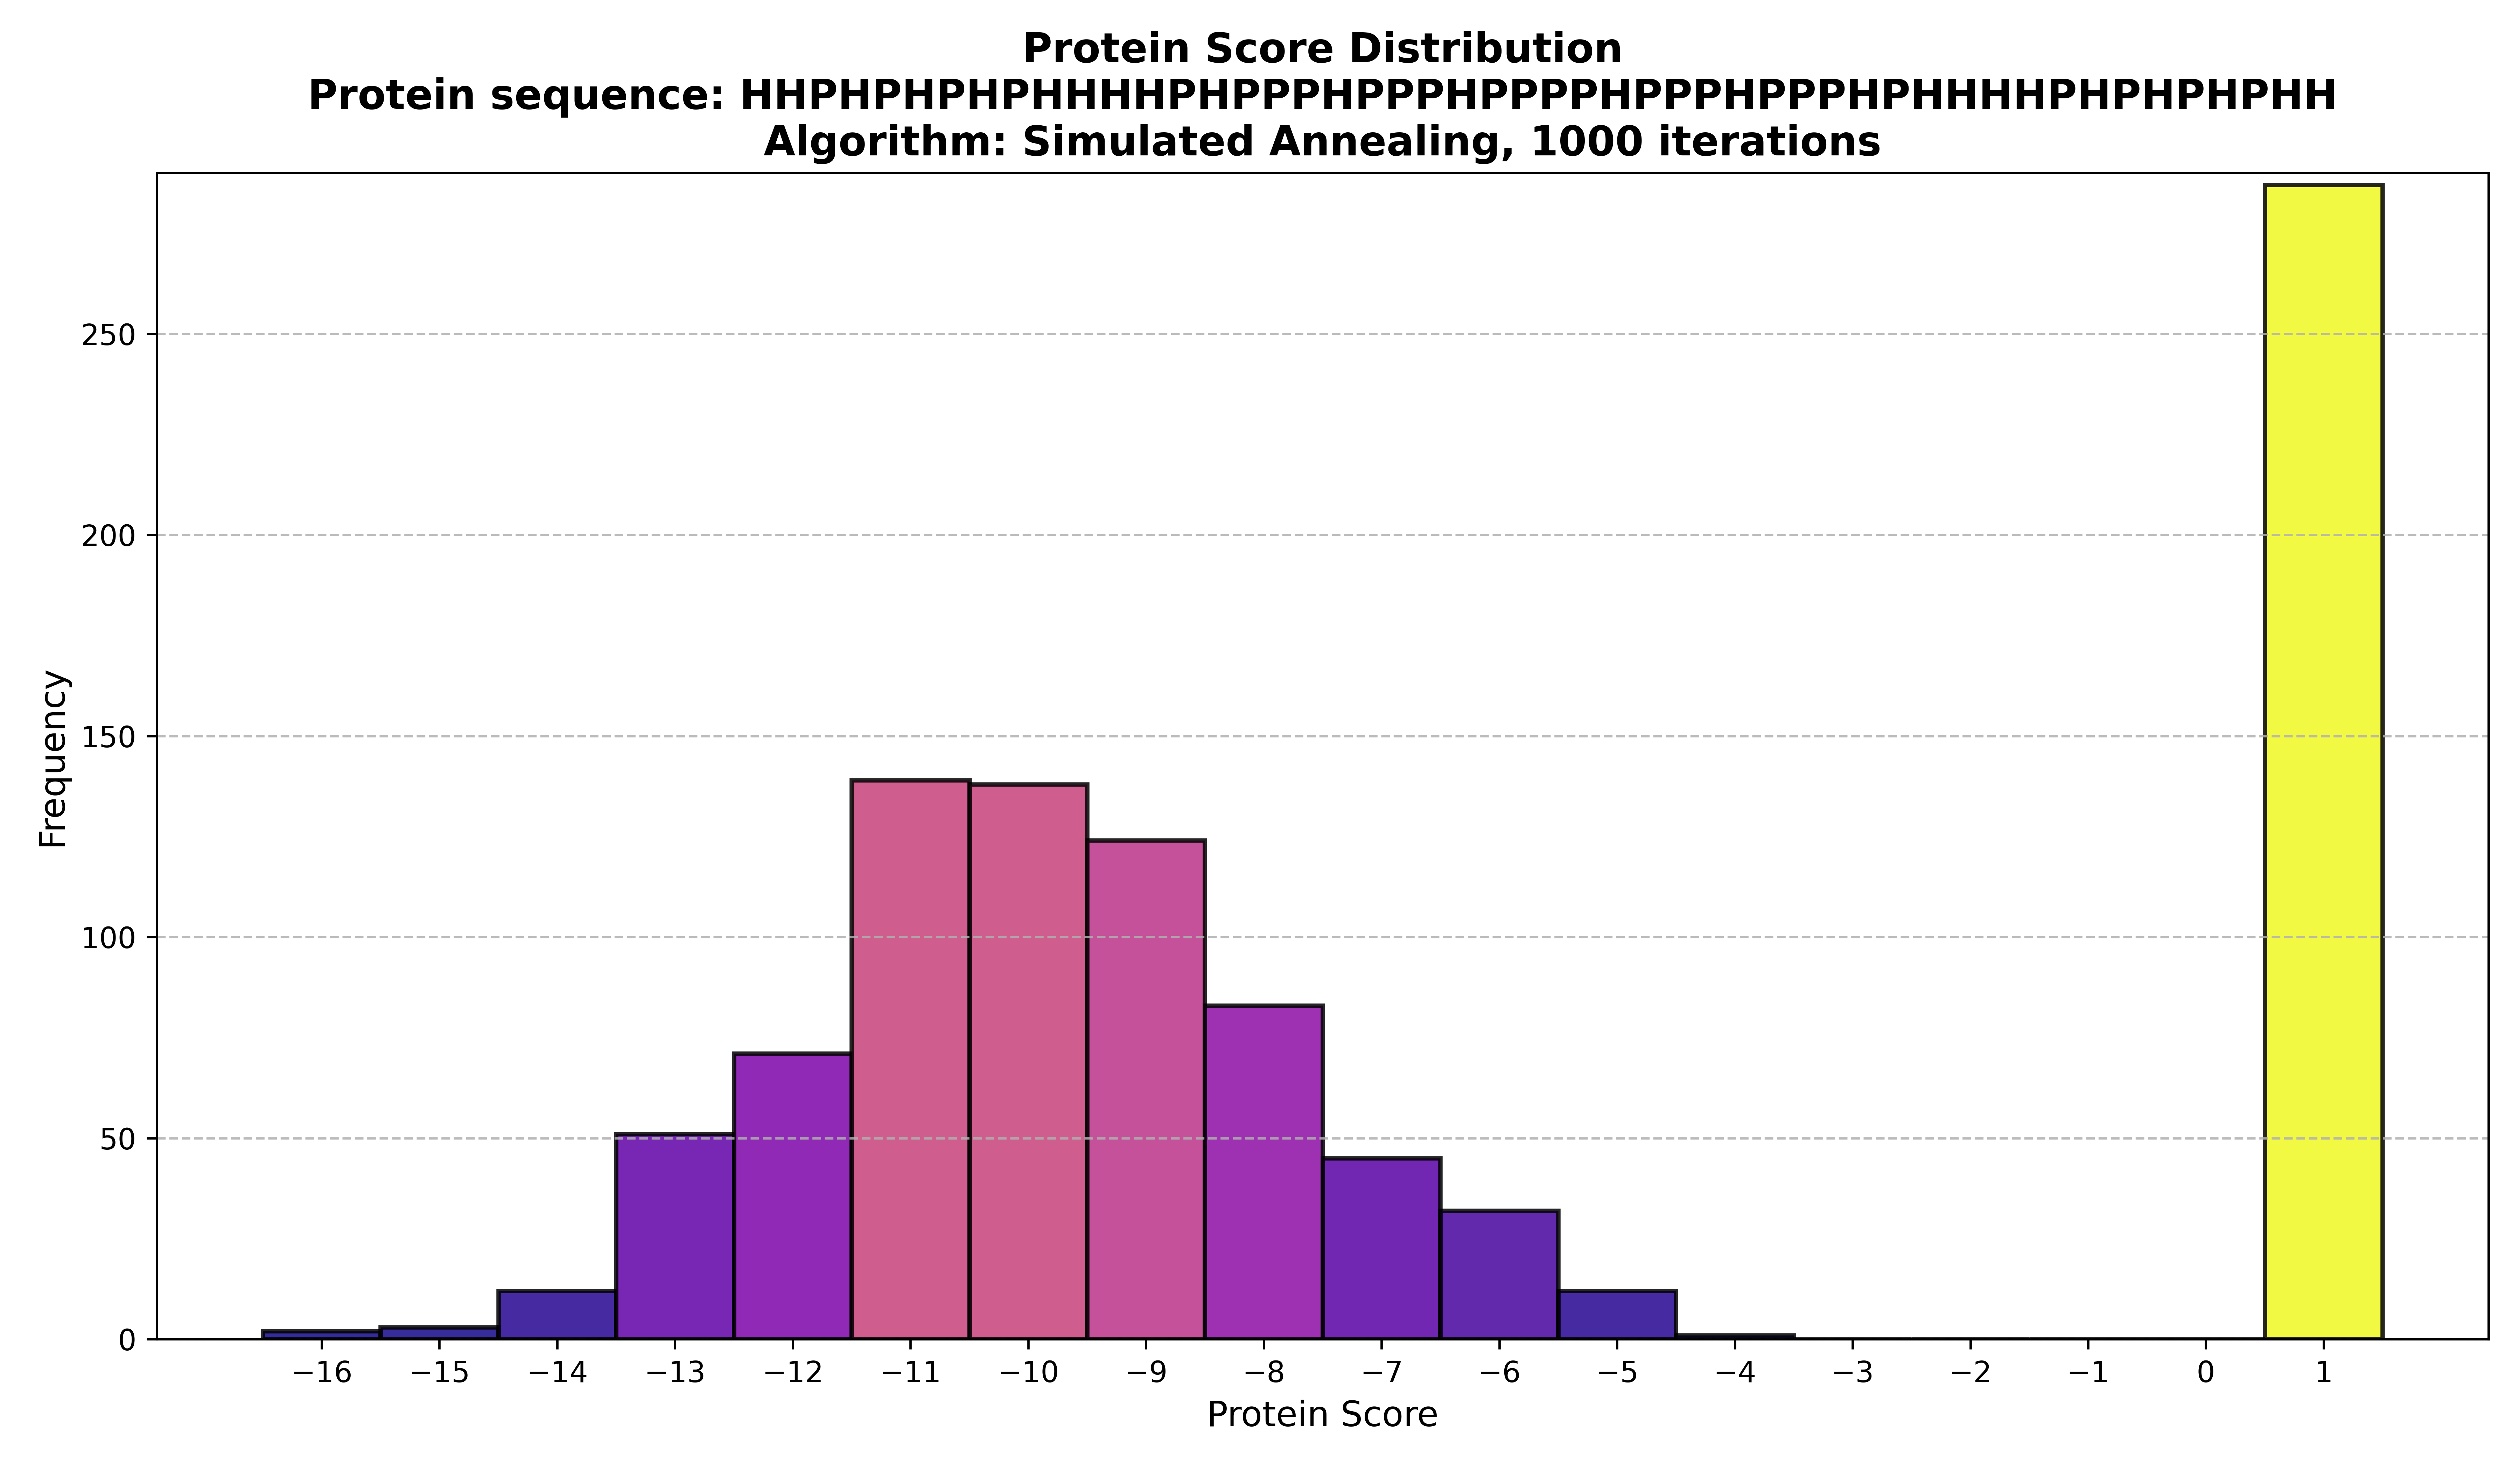 Protein Score Distribution
Protein sequence: HHPHPHPHPHHHHPHPPPHPPPHPPPPHPPPHPPPHPHHHHPHPHPHPHH
Algorithm: Simulated Annealing, 1000 iterations
Frequency
250
200
150
100
50
0
−16 −15 −14 −13 −12 −11 −10 −9 −8 −7 −6 −5 −4 −3 −2 −1 0 1
Protein Score